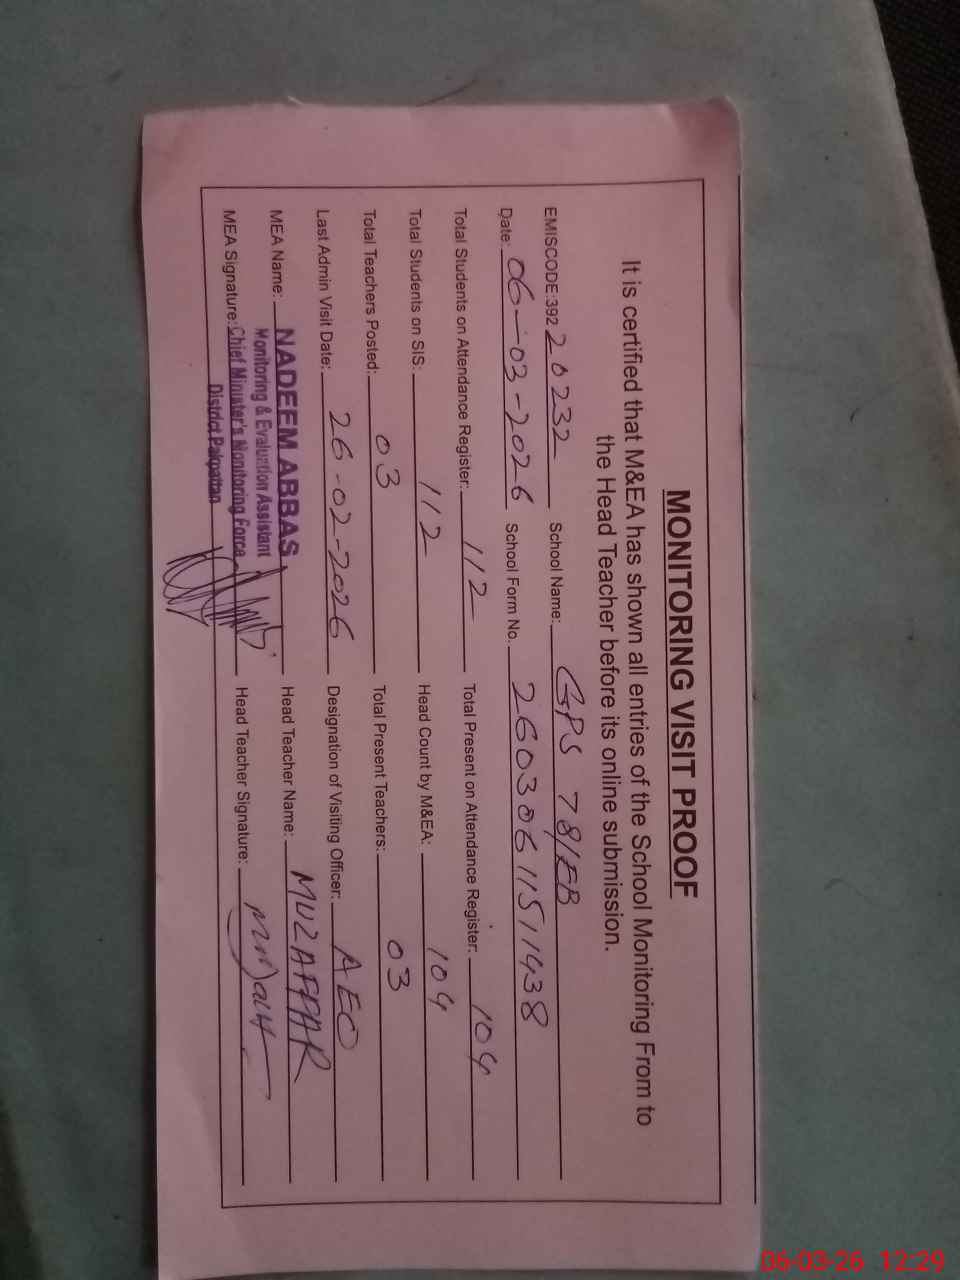 MONITORING VISIT PROOF
It is certified that M&EA has shown all entries of the School Monitoring From to
the Head Teacher before its online submission.
EMISCODE:392 20232 School Name: GPS 78/EB
Date: 06-03-2026 School Form No. 2603061151 1438
Total Students on Attendance Register: 112 Total Present on Attendance Register: 104
Total Students on SIS: 112 Head Count by M&EA: 104
Total Teachers Posted: 03 Total Present Teachers: 03
Last Admin Visit Date: 26-02-2026 Designation of Visiting Officer: AEO
MEA Name: NADEEM ABBAS Head Teacher Name: MUZAFFAR
Monitoring & Evaluation Assistant
MEA Signature: Chief Minister's Monitoring Force Head Teacher Signature:
District Pakpattan
06-03-26 12:29